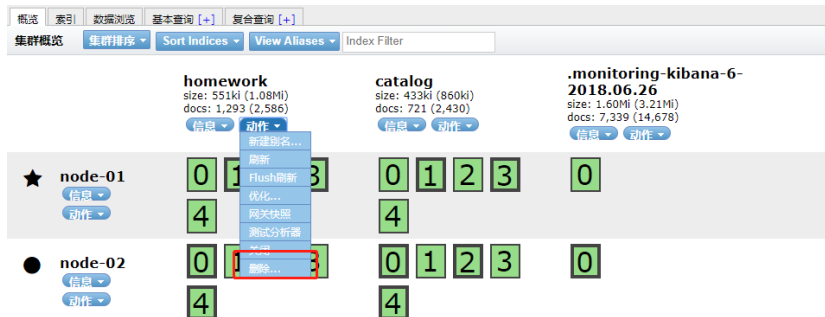 概览 索引 数据浏览 基本查询 [+] 复合查询 [+]
集群概览 集群排序 Sort Indices View Aliases Index Filter
homework
size: 551ki (1.08Mi)
docs: 1,293 (2,586)
信息 动作
catalog
size: 433ki (860ki)
docs: 721 (2,430)
信息 动作
.monitoring-kibana-6-
2018.06.26
size: 1.60Mi (3.21Mi)
docs: 7,339 (14,678)
信息 动作
新建别名...
刷新
Flush刷新
优化...
网关快照
测试分析器
关闭
删除...
node-01
信息
动作
0 1 3
4
0 1 2 3
4
0
node-02
信息
动作
0 1 3
4
0 1 2 3
4
0